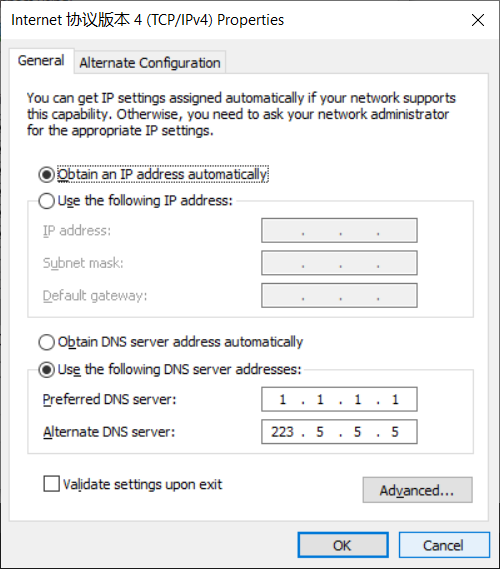 Internet 协议版本 4 (TCP/IPv4) Properties
General
Alternate Configuration
You can get IP settings assigned automatically if your network supports
this capability. Otherwise, you need to ask your network administrator
for the appropriate IP settings.
Obtain an IP address automatically
Use the following IP address:
IP address: . . .
Subnet mask: . . .
Default gateway: . . .
Obtain DNS server address automatically
Use the following DNS server addresses:
Preferred DNS server: 1 . 1 . 1 . 1
Alternate DNS server: 223 . 5 . 5 . 5
Validate settings upon exit
Advanced...
OK
Cancel